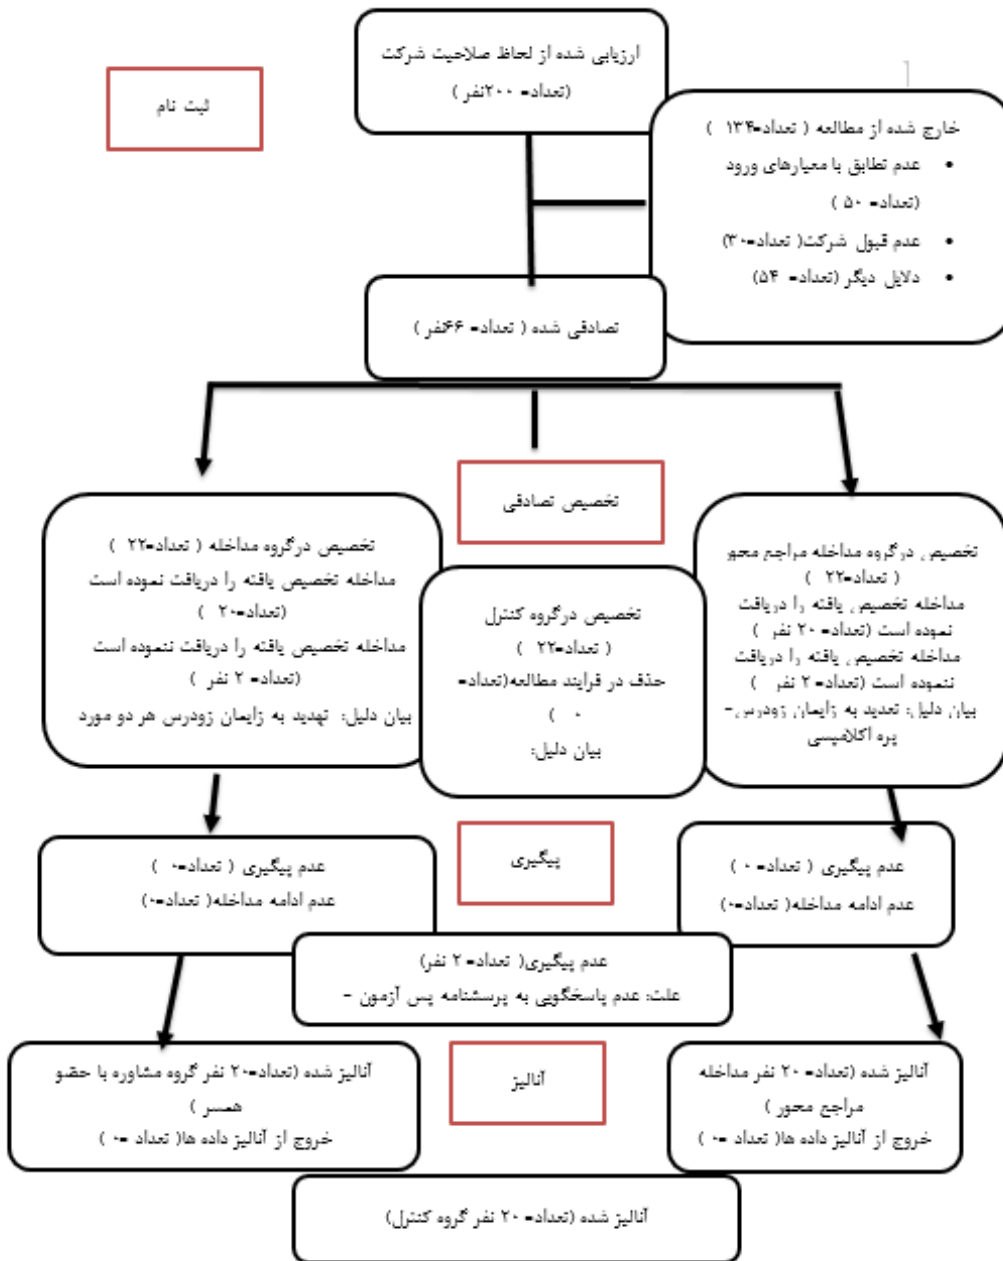 ارزیابی شده از لحاظ صلاحیت شرکت
(تعداد= ۲۰۰نفر )
ثبت نام
خارج شده از مطالعه ( تعداد=۱۳۴ )
• عدم تطابق با معیارهای ورود
(تعداد= ۵۰ )
• عدم قبول شرکت( تعداد=۳۰)
• دلایل دیگر (تعداد= ۵۴)
تصادفی شده ( تعداد= ۶۶نفر )
تخصیص تصادفی
تخصیص در گروه مداخله مراجع محور
( تعداد=۲۲ )
مداخله تخصیص یافته را دریافت
نموده است (تعداد= ۲۰ نفر )
مداخله تخصیص یافته را دریافت
ننموده است (تعداد= ۲ نفر )
بیان دلیل: تعدید به زایمان زودرس-
پره اکلامپسی
تخصیص درگروه کنترل
( تعداد=۲۲ )
حذف در فرایند مطالعه(تعداد=
۰ )
بیان دلیل:
تخصیص درگروه مداخله ( تعداد=۲۲ )
مداخله تخصیص یافته را دریافت نموده است
(تعداد=۲۰ )
مداخله تخصیص یافته را دریافت ننموده است
(تعداد= ۲ نفر )
بیان دلیل: تهدید به زایمان زودرس هر دو مورد
پیگیری
عدم پیگیری ( تعداد= ۰ )
عدم ادامه مداخله( تعداد=۰)
عدم پیگیری ( تعداد=۰ )
عدم ادامه مداخله( تعداد=۰)
عدم پیگیری( تعداد= ۲ نفر)
علت: عدم پاسخگویی به پرسشنامه پس آزمون -
آنالیز
آنالیز شده (تعداد= ۲۰ نفر مداخله
مراجع محور )
خروج از آنالیز داده ها( تعداد =۰ )
آنالیز شده (تعداد=۲۰ نفر گروه مشاوره با حضو
همسر )
خروج از آنالیز داده ها( تعداد =۰ )
آنالیز شده (تعداد= ۲۰ نفر گروه کنترل)